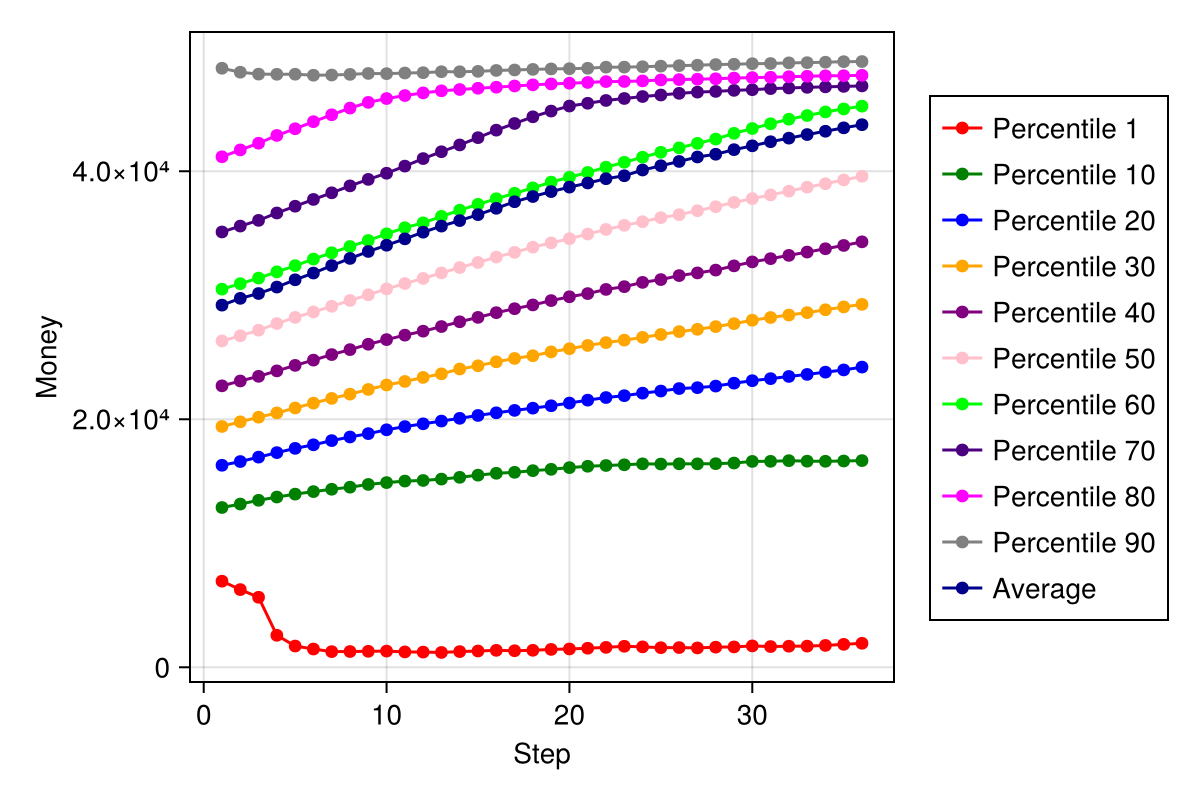 Money
4.0×10⁴
2.0×10⁴
0
0 10 20 30
Step
Percentile 1
Percentile 10
Percentile 20
Percentile 30
Percentile 40
Percentile 50
Percentile 60
Percentile 70
Percentile 80
Percentile 90
Average